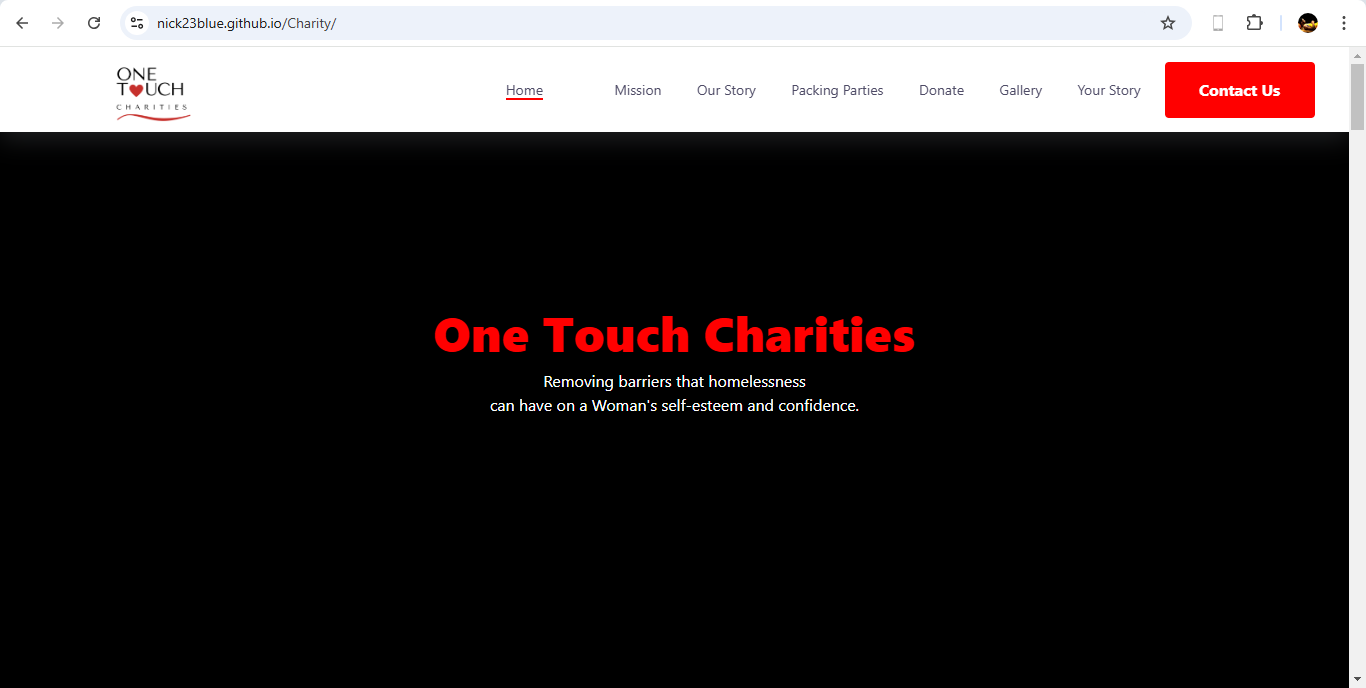 nick23blue.github.io/Charity/
ONE
T UCH
CHARITIES
Home Mission Our Story Packing Parties Donate Gallery Your Story Contact Us
One Touch Charities
Removing barriers that homelessness
can have on a Woman's self-esteem and confidence.